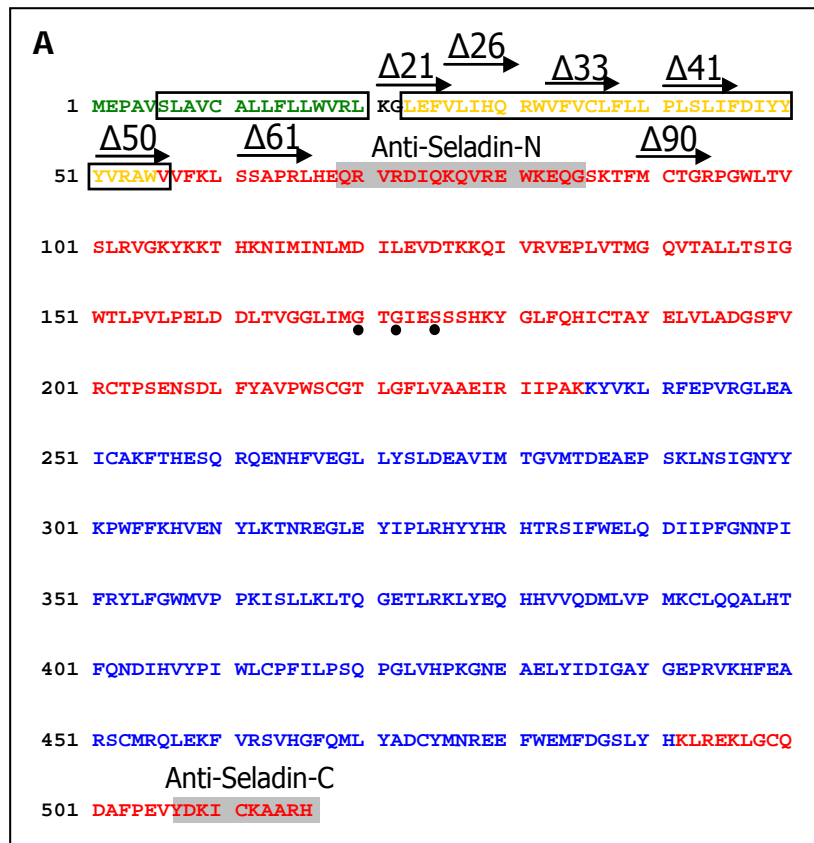 A
Δ21 Δ26 Δ33 Δ41
1 MEPAVSLAVC ALLFLLWVRL KGLEFVLIHQ RWVFVCLFLL PLSLIFDIYY
Δ50 Δ61 Anti-Seladin-N Δ90
51 YVRAWVVFKL SSAPRLHEQR VRDIQKQVRE WKEQGSKTFM CTGRPGWLTV
101 SLRVGKYKKT HKNIMINLMD ILEVDTKKQI VRVEPLVTMG QVTALLTSIG
151 WTLPVLPELD DLTVGGLIMG TGIESSSHKY GLFQHICTAY ELVLADGSFV
201 RCTPSENSDL FYAVPWSCGT LGFLVAAEIR IIPAKKYVKL RFEPVRGLEA
251 ICAKFTHESQ RQENHFVEGL LYSLDEAVIM TGVMTDEAEP SKLNSIGNYY
301 KPWFFKHVEN YLKTNREGLE YIPLRHYYHR HTRSIFWELQ DIIPFGNNPI
351 FRYLFGWMVP PKISLLKLTQ GETLRKLYEQ HHVVQDMLVP MKCLQQALHT
401 FQNDIHVYPI WLCPFILPSQ PGLVHPKGNE AELYIDIGAY GEPRVKHFEA
451 RSCMRQLEKF VRSVHGFQML YADCYMNREE FWEMFDGSLY HKLREKLGCQ
Anti-Seladin-C
501 DAFPEVYDKI CKAARH